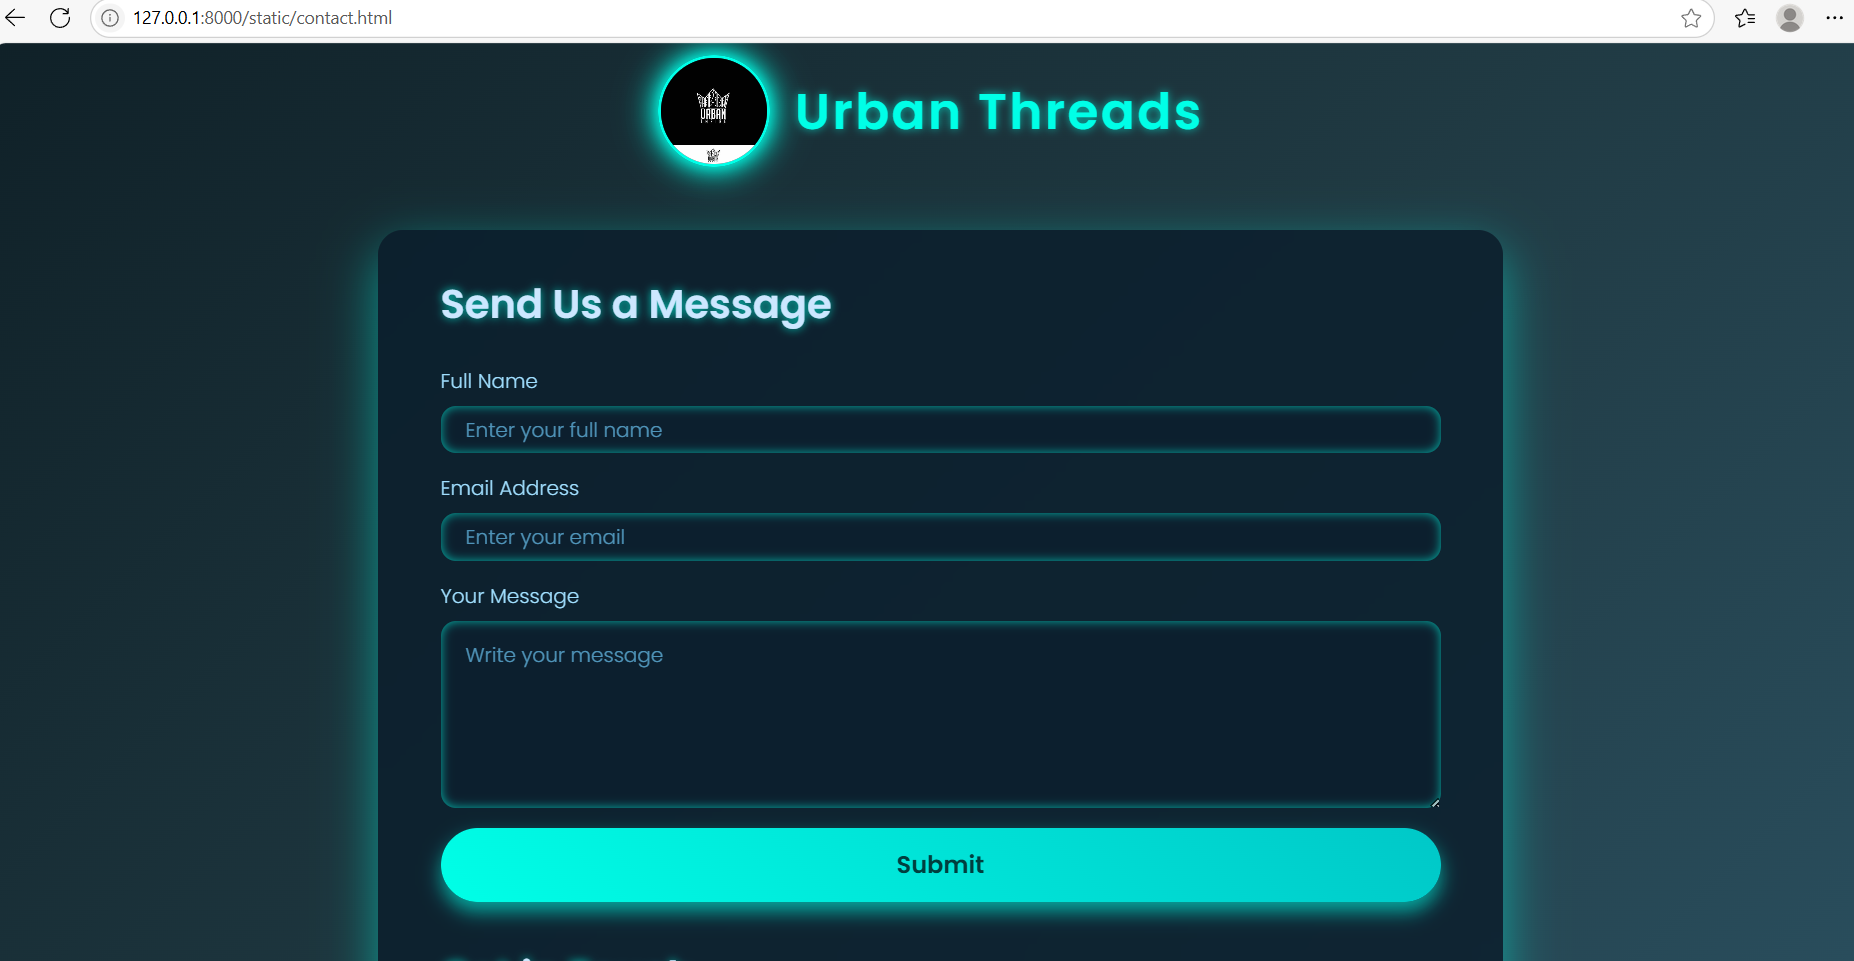 127.0.0.1:8000/static/contact.html
URBAN
Urban Threads
Send Us a Message
Full Name
Enter your full name
Email Address
Enter your email
Your Message
Write your message
Submit